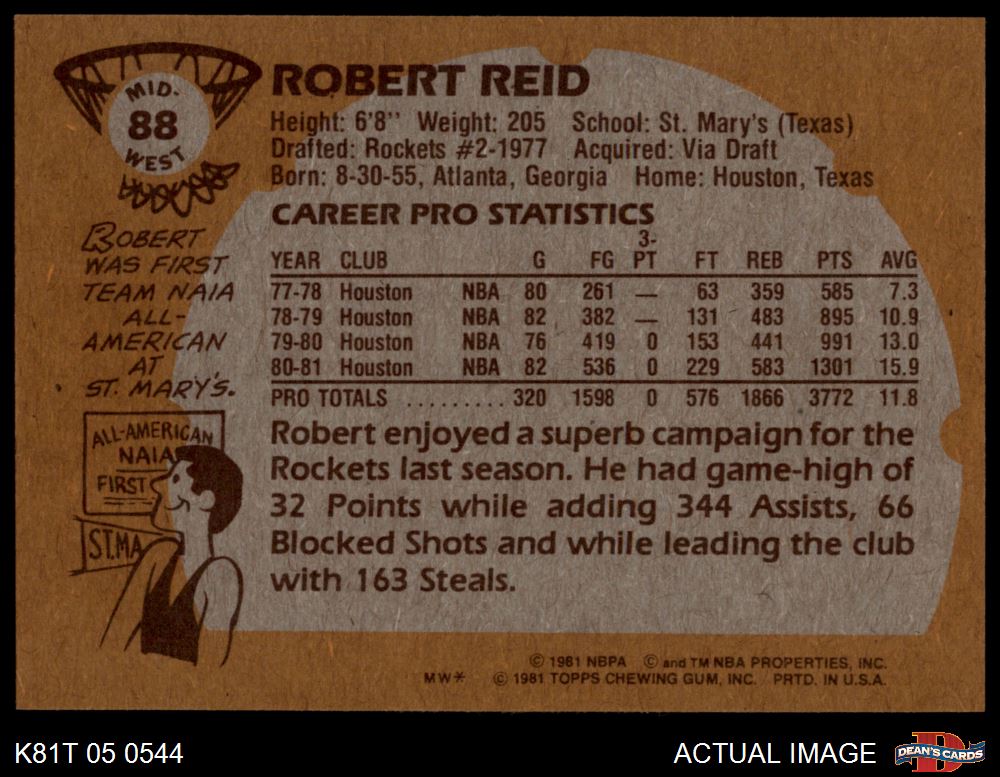 MID-
88
WEST
ROBERT REID
Height: 6'8" Weight: 205 School: St. Mary's (Texas)
Drafted: Rockets #2-1977 Acquired: Via Draft
Born: 8-30-55, Atlanta, Georgia Home: Houston, Texas
CAREER PRO STATISTICS
YEAR CLUB G FG 3-PT FT REB PTS AVG
77-78 Houston NBA 80 261 — 63 359 585 7.3
78-79 Houston NBA 82 382 — 131 483 895 10.9
79-80 Houston NBA 76 419 0 153 441 991 13.0
80-81 Houston NBA 82 536 0 229 583 1301 15.9
PRO TOTALS .......... 320 1598 0 576 1866 3772 11.8
ROBERT
WAS FIRST
TEAM NAIA
ALL-
AMERICAN
AT
ST. MARY'S.
ALL-AMERICAN
NAIA
FIRST
ST.MA
Robert enjoyed a superb campaign for the
Rockets last season. He had game-high of
32 Points while adding 344 Assists, 66
Blocked Shots and while leading the club
with 163 Steals.
© 1981 NBPA © and TM NBA PROPERTIES, INC.
MW* © 1981 TOPPS CHEWING GUM, INC. PRTD. IN U.S.A.
K81T 05 0544
ACTUAL IMAGE
D
DEAN'S CARDS